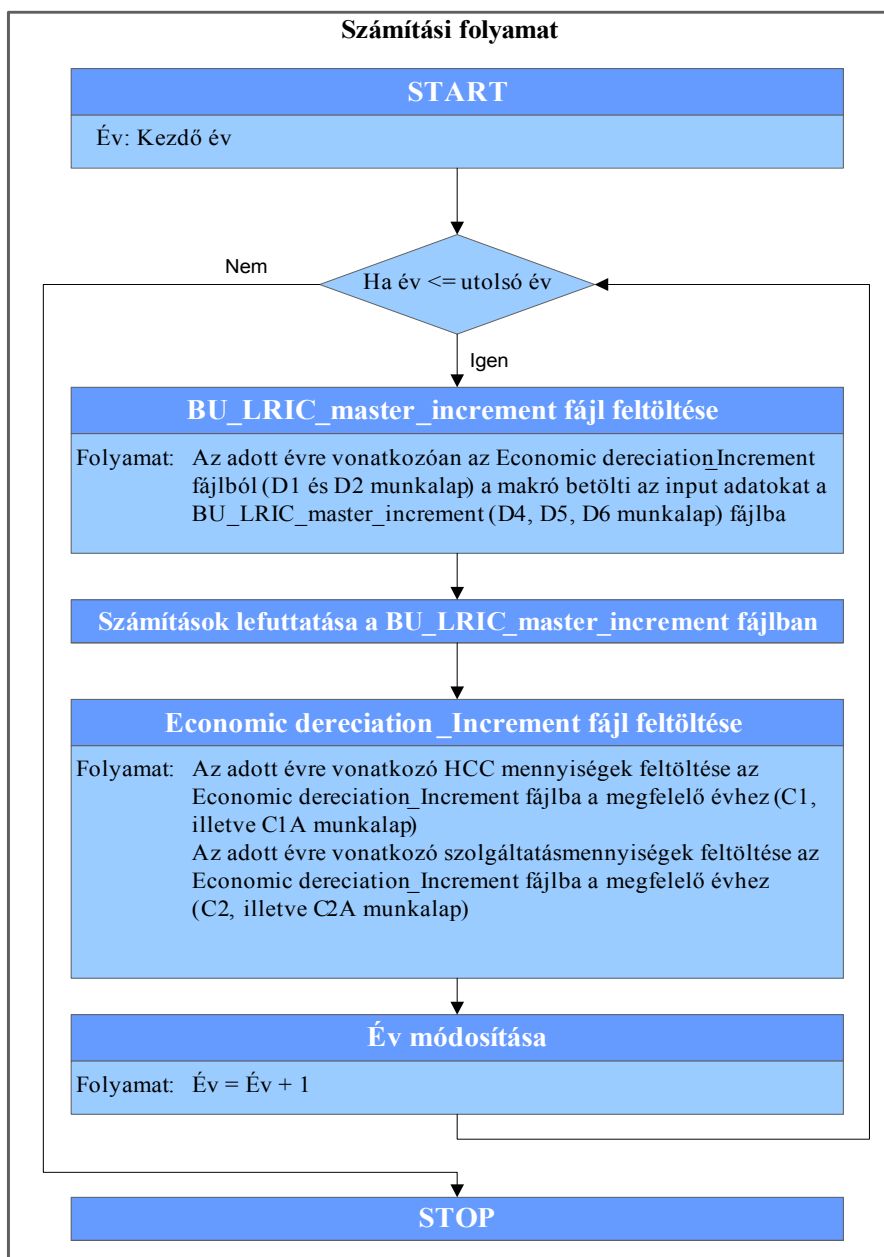 Számítási folyamat
START
Év: Kezdő év
Nem
Ha év <= utolsó év
Igen
BU_LRIC_master_increment fájl feltöltése
Folyamat: Az adott évre vonatkozóan az Economic dereciation_Increment
fájlból (D1 és D2 munkalap) a makró betölti az input adatokat a
BU_LRIC_master_increment (D4, D5, D6 munkalap) fájlba
Számítások lefuttatása a BU_LRIC_master_increment fájlban
Economic dereciation_Increment fájl feltöltése
Folyamat: Az adott évre vonatkozó HCC mennyiségek feltöltése az
Economic dereciation_Increment fájlba a megfelelő évhez (C1,
illetve C1A munkalap)
Az adott évre vonatkozó szolgáltatásmennyiségek feltöltése az
Economic dereciation_Increment fájlba a megfelelő évhez
(C2, illetve C2A munkalap)
Év módosítása
Folyamat: Év = Év + 1
STOP